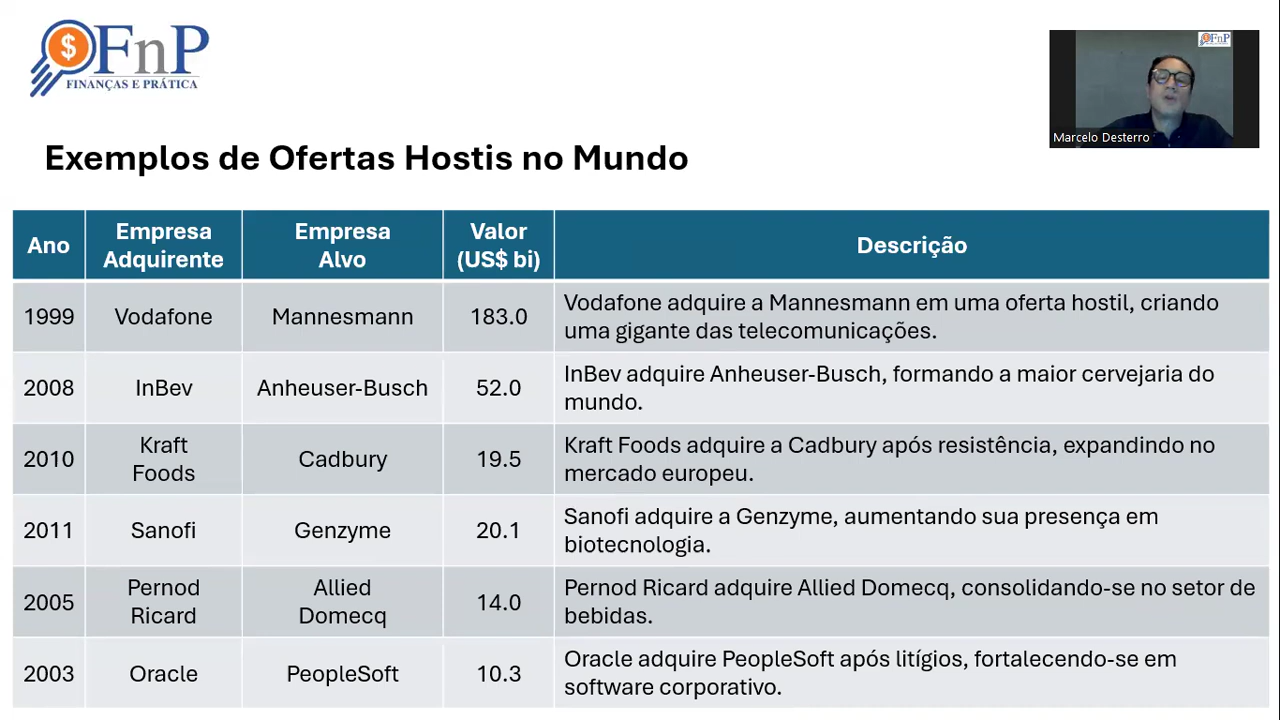 FnP
FINANÇAS E PRÁTICA
FnP
Marcelo Desterro
Exemplos de Ofertas Hostis no Mundo
Ano
Empresa
Adquirente
Empresa
Alvo
Valor
(US$ bi)
Descrição
1999
Vodafone
Mannesmann
183.0
Vodafone adquire a Mannesmann em uma oferta hostil, criando
uma gigante das telecomunicações.
2008
InBev
Anheuser-Busch
52.0
InBev adquire Anheuser-Busch, formando a maior cervejaria do
mundo.
2010
Kraft
Foods
Cadbury
19.5
Kraft Foods adquire a Cadbury após resistência, expandindo no
mercado europeu.
2011
Sanofi
Genzyme
20.1
Sanofi adquire a Genzyme, aumentando sua presença em
biotecnologia.
2005
Pernod
Ricard
Allied
Domecq
14.0
Pernod Ricard adquire Allied Domecq, consolidando-se no setor de
bebidas.
2003
Oracle
PeopleSoft
10.3
Oracle adquire PeopleSoft após litígios, fortalecendo-se em
software corporativo.